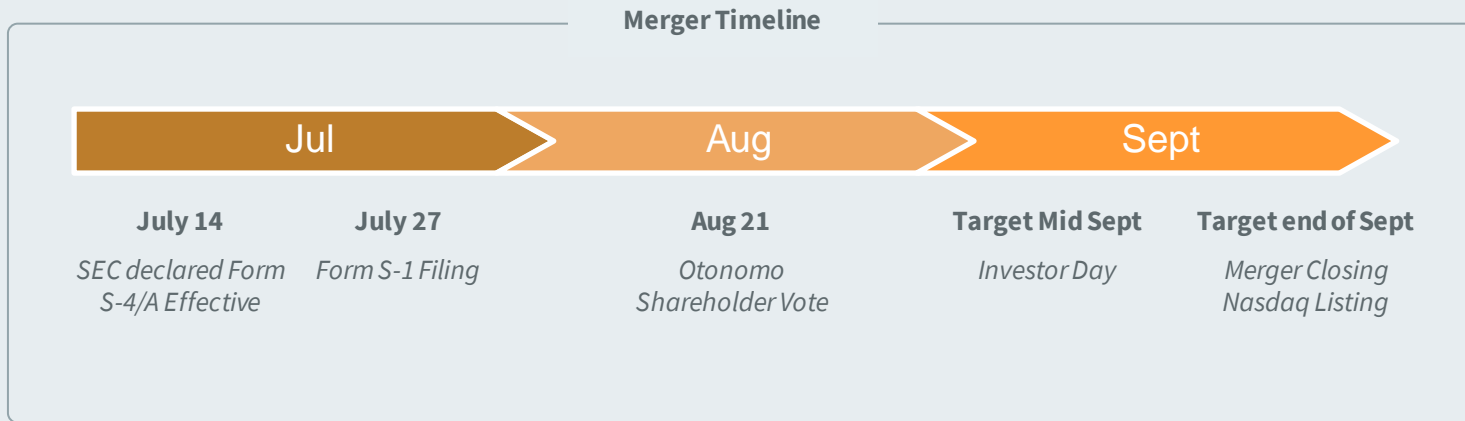 Merger Timeline
Jul
Aug
Sept
July 14
SEC declared Form
S-4/A Effective
July 27
Form S-1 Filing
Aug 21
Otonomo
Shareholder Vote
Target Mid Sept
Investor Day
Target end of Sept
Merger Closing
Nasdaq Listing